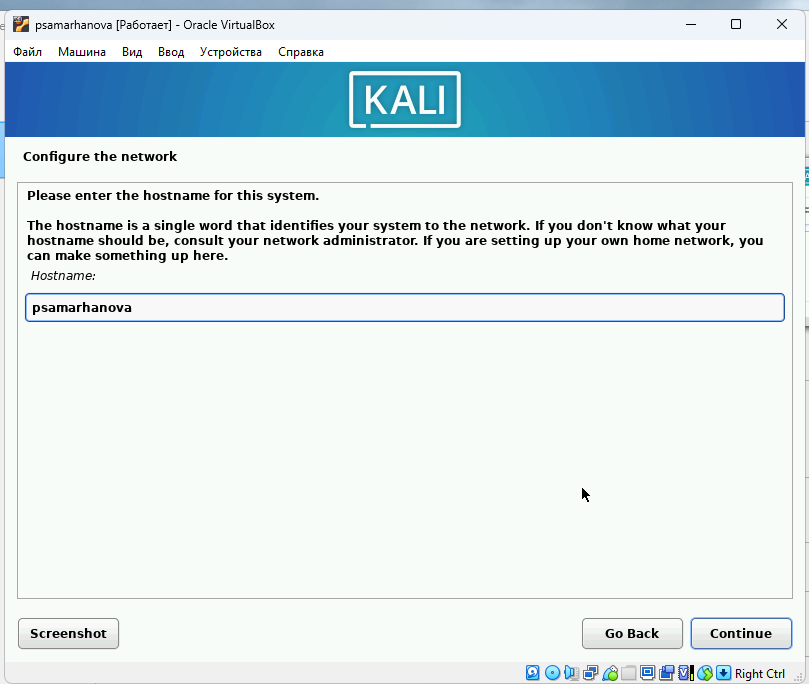 psamarhanova [Работает] - Oracle VirtualBox
Файл Машина Вид Ввод Устройства Справка
KALI
Configure the network
Please enter the hostname for this system.
The hostname is a single word that identifies your system to the network. If you don't know what your
hostname should be, consult your network administrator. If you are setting up your own home network, you
can make something up here.
Hostname:
psamarhanova
Screenshot Go Back Continue
Right Ctrl